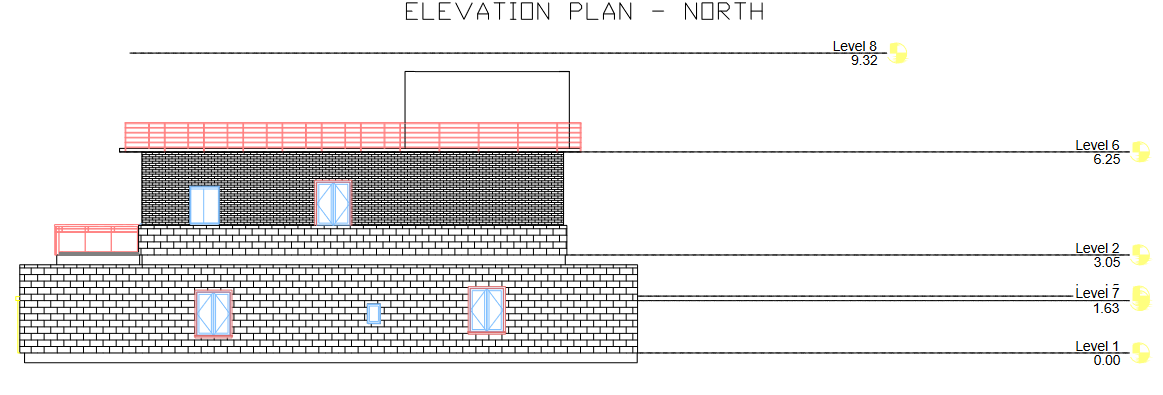 ELEVATION PLAN - NORTH
Level 8
9.32
Level 6
6.25
Level 2
3.05
Level 7
1.63
Level 1
0.00